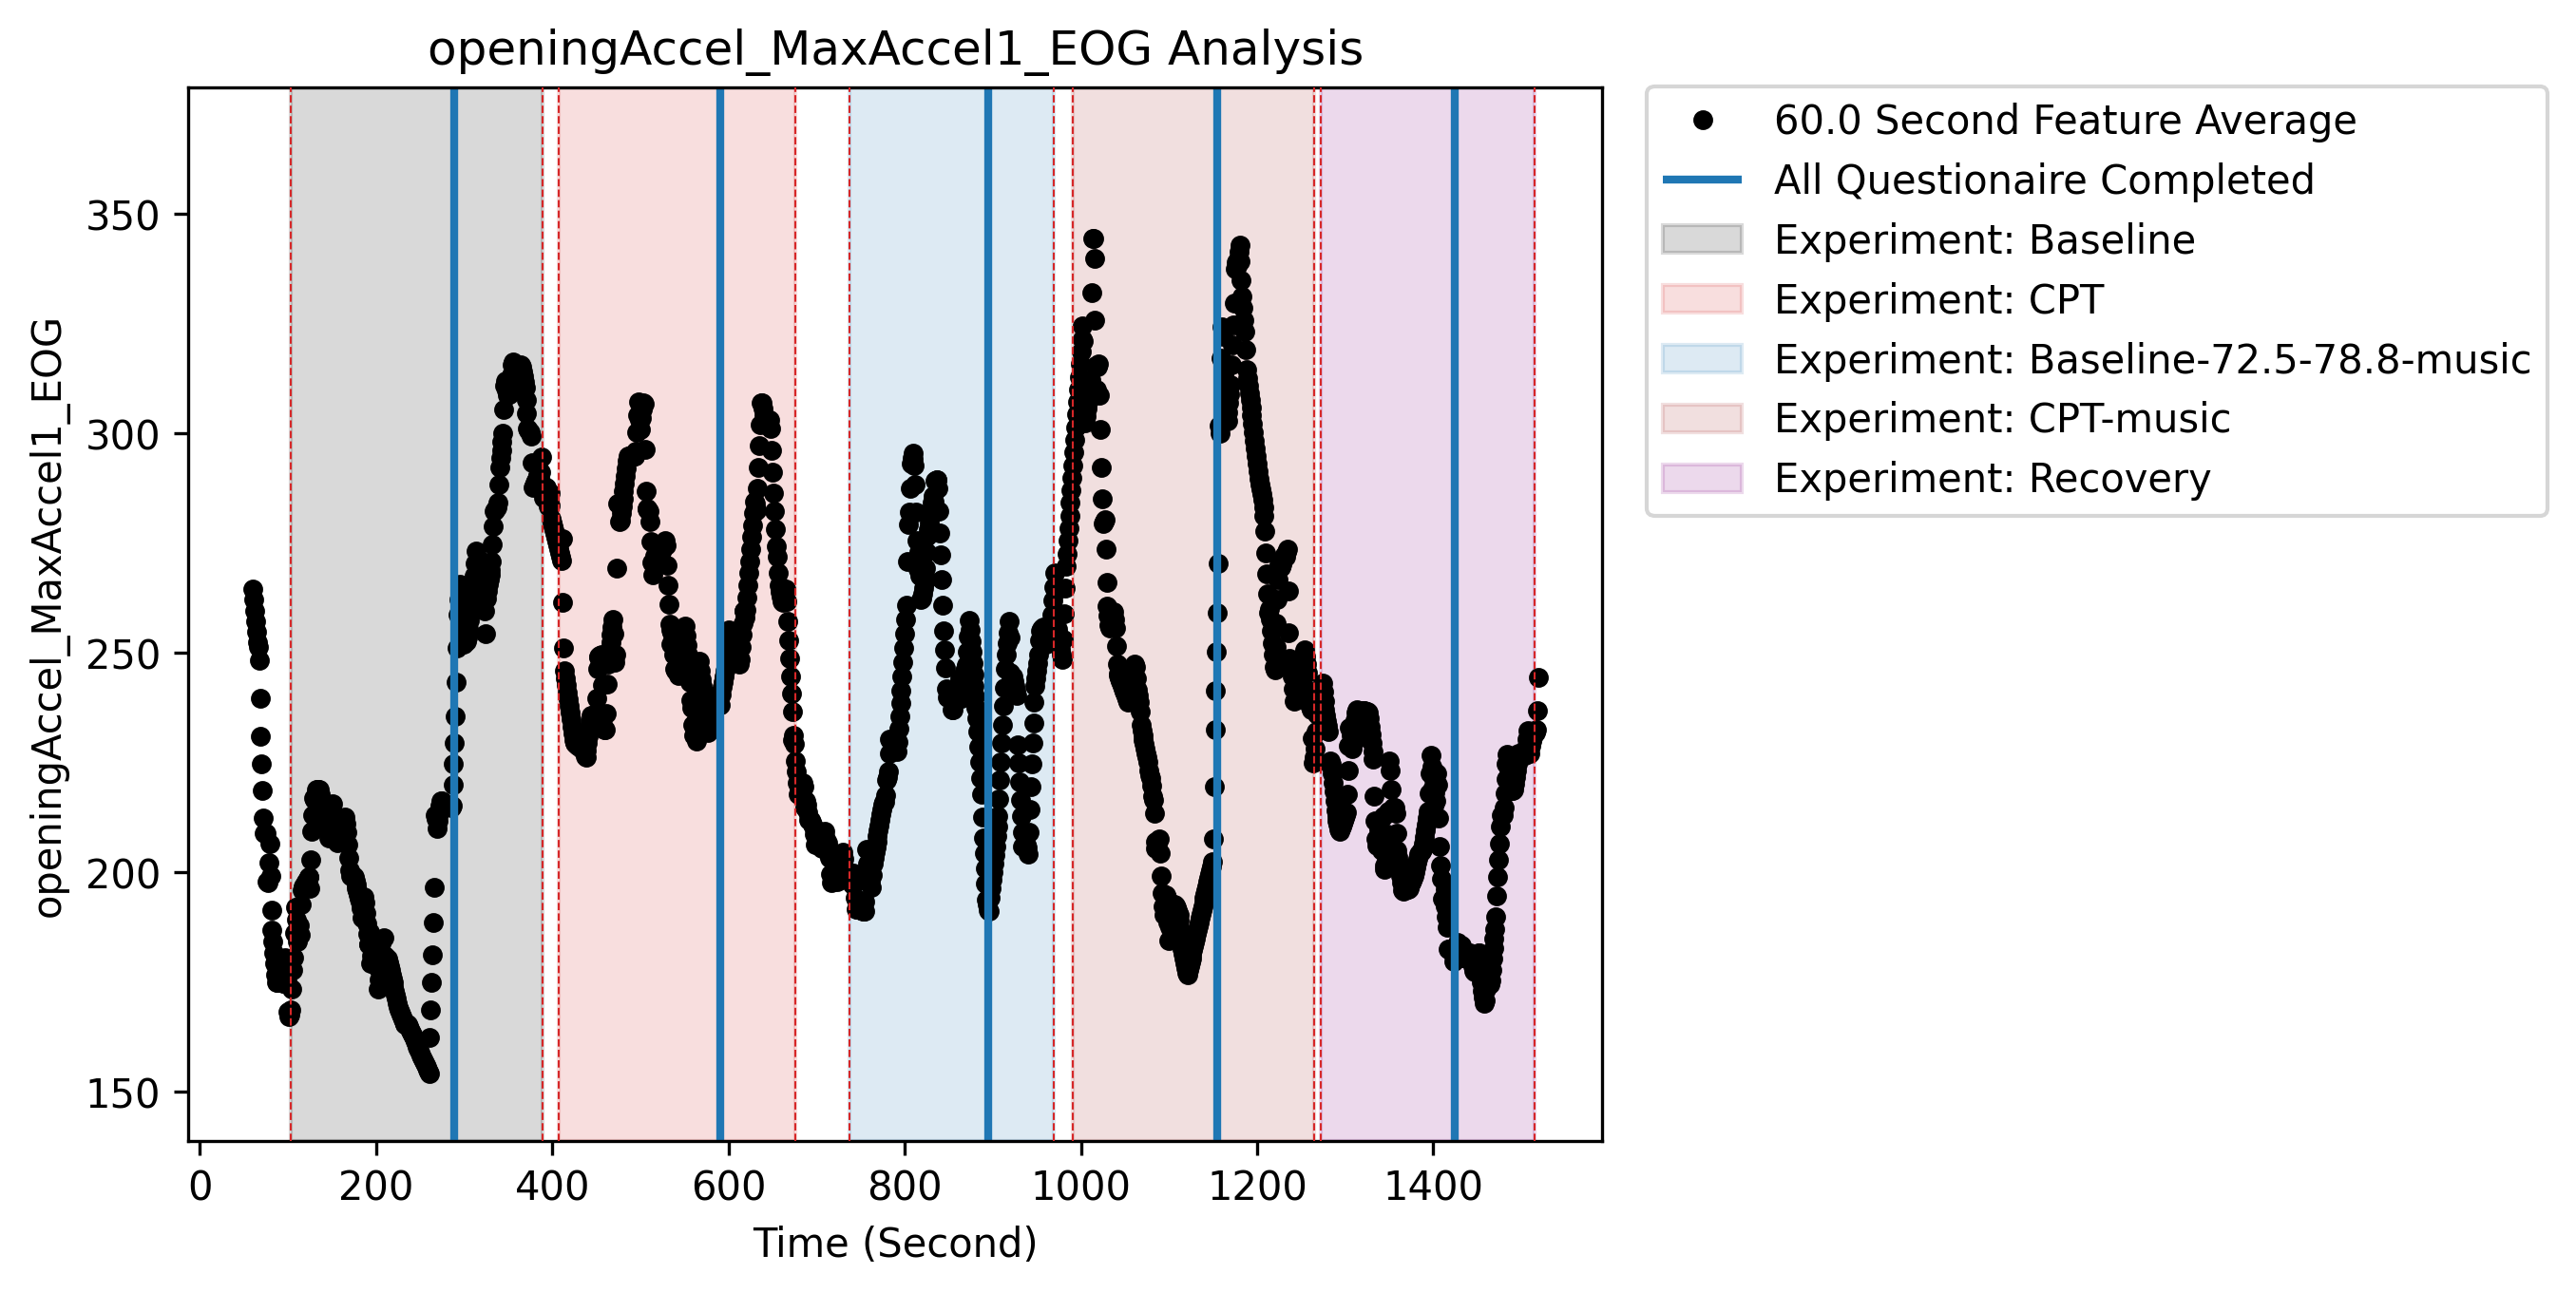 openingAccel_MaxAccel1_EOG Analysis
openingAccel_MaxAccel1_EOG
350
300
250
200
150
0 200 400 600 800 1000 1200 1400
Time (Second)
60.0 Second Feature Average
All Questionaire Completed
Experiment: Baseline
Experiment: CPT
Experiment: Baseline-72.5-78.8-music
Experiment: CPT-music
Experiment: Recovery